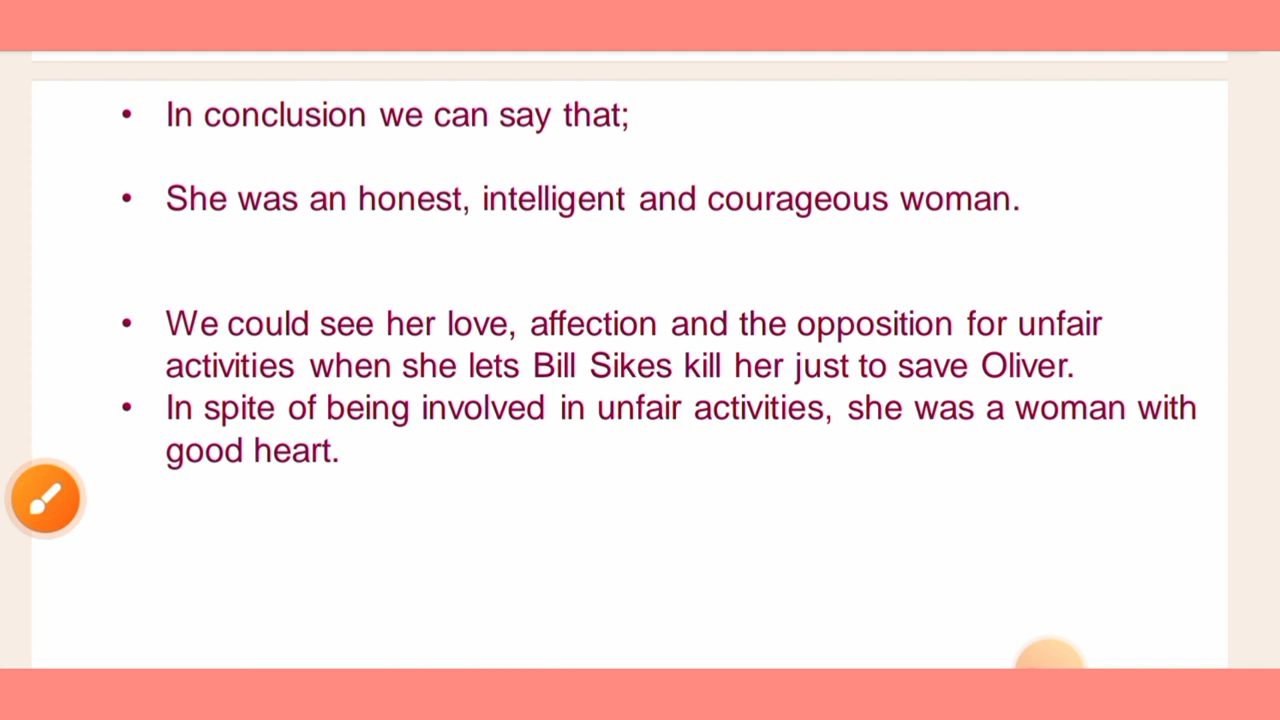 • In conclusion we can say that;
• She was an honest, intelligent and courageous woman.
• We could see her love, affection and the opposition for unfair
activities when she lets Bill Sikes kill her just to save Oliver.
• In spite of being involved in unfair activities, she was a woman with
good heart.